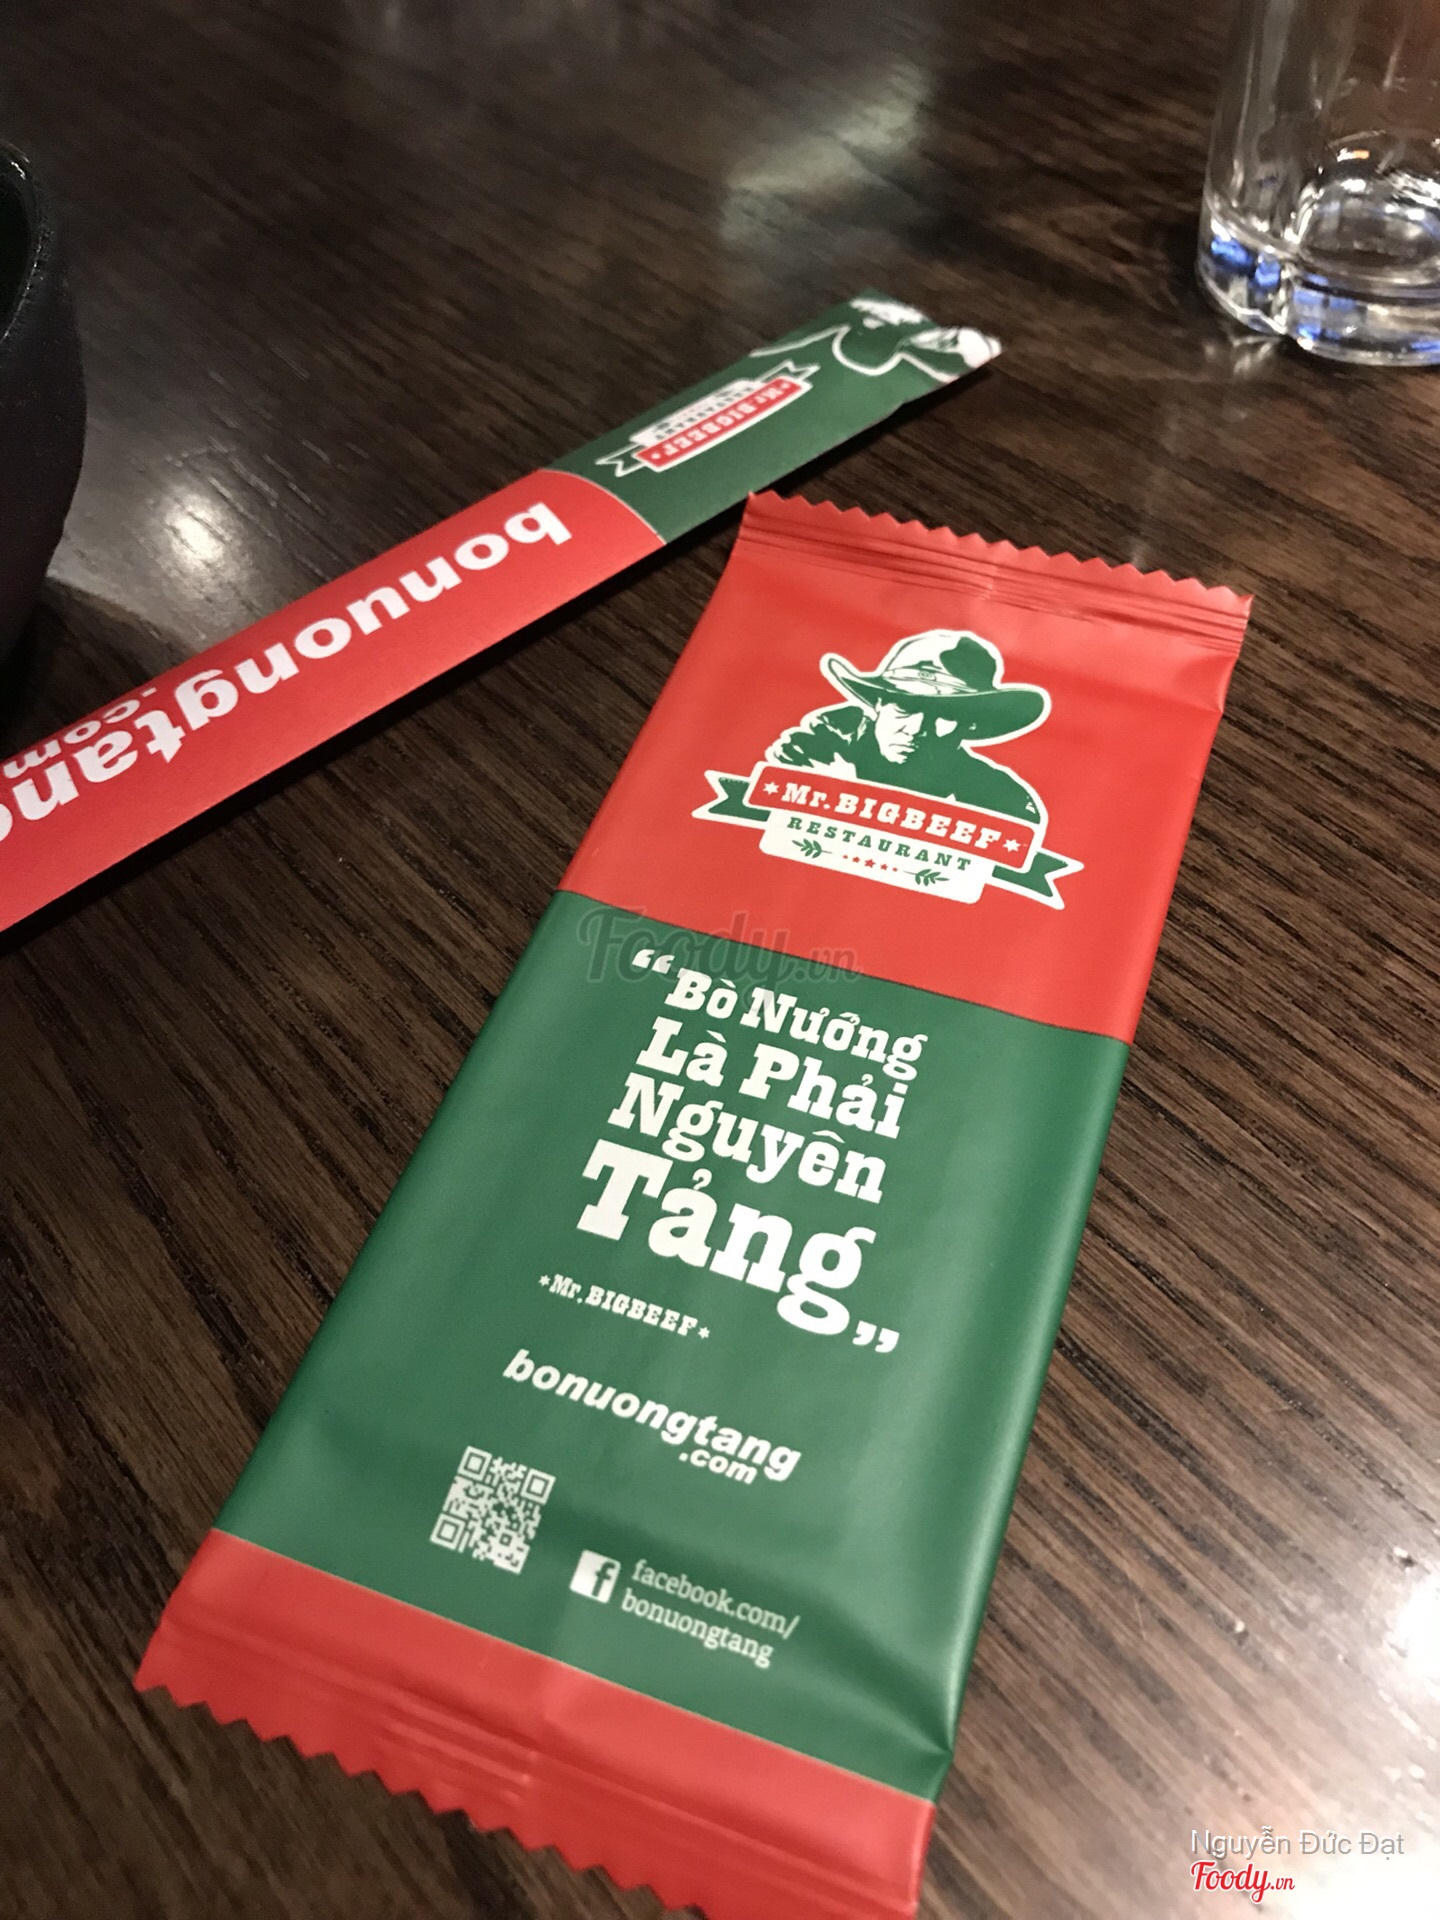 Mr. BIGBEEF
RESTAURANT
bonuongtang
.com
Mr. BIGBEEF
RESTAURANT
Foody.vn
“Bò Nướng
Là Phải
Nguyên
Tảng”
Mr. BIGBEEF
bonuongtang
.com
facebook.com/
bonuongtang
Nguyễn Đức Đạt
Foody.vn